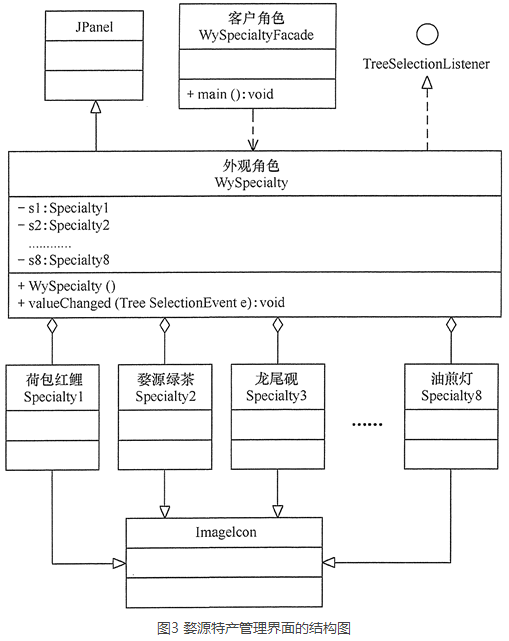 JPanel
客户角色
WySpecialtyFacade
+ main ():void
TreeSelectionListener
外观角色
WySpecialty
− s1:Specialty1
− s2:Specialty2
............
− s8:Specialty8
+ WySpecialty ()
+ valueChanged (Tree SelectionEvent e):void
荷包红鲤
Specialty1
婺源绿茶
Specialty2
龙尾砚
Specialty3
......
油煎灯
Specialty8
ImageIcon
图3 婺源特产管理界面的结构图